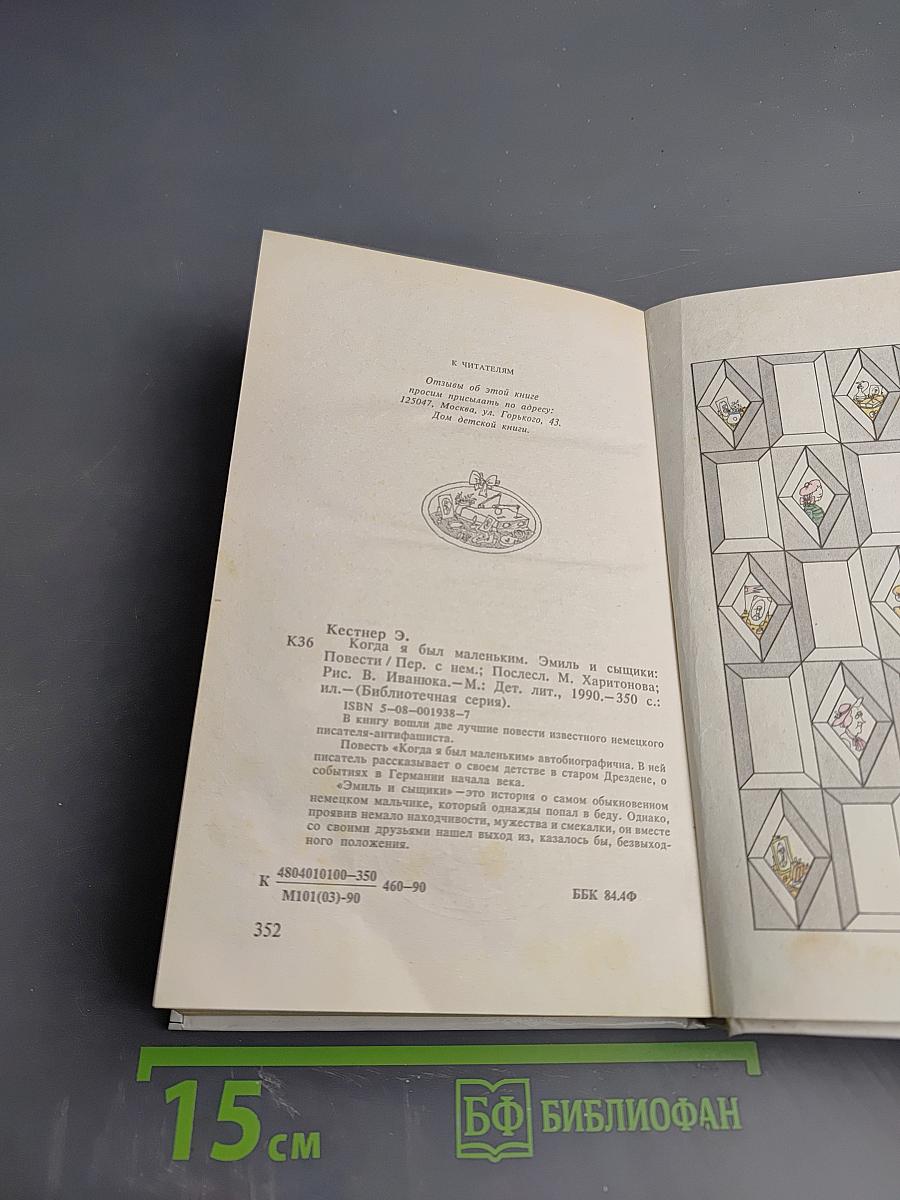 К ЧИТАТЕЛЯМ
Отзывы об этой книге
просим присылать по адресу:
125047, Москва, ул. Горького, 43.
Дом детской книги.
Кестнер Э.
К36 Когда я был маленьким. Эмиль и сыщики:
Повести / Пер. с нем.; Послесл. М. Харитонова;
Рис. В. Иванюка.—М.: Дет. лит., 1990.—350 с.:
ил.—(Библиотечная серия).
ISBN 5—08—001938—7
В книгу вошли две лучшие повести известного немецкого
писателя-антифашиста.
Повесть «Когда я был маленьким» автобиографична. В ней
писатель рассказывает о своем детстве в старом Дрездене, о
событиях в Германии начала века.
«Эмиль и сыщики»—это история о самом обыкновенном
немецком мальчике, который однажды попал в беду. Однако,
проявив немало находчивости, мужества и смекалки, он вместе
со своими друзьями нашел выход из, казалось бы, безвыход-
ного положения.
К 4804010100—350 460—90
М101(03)-90
ББК 84.4Ф
352
15 см
БФ БИБЛИОФАН